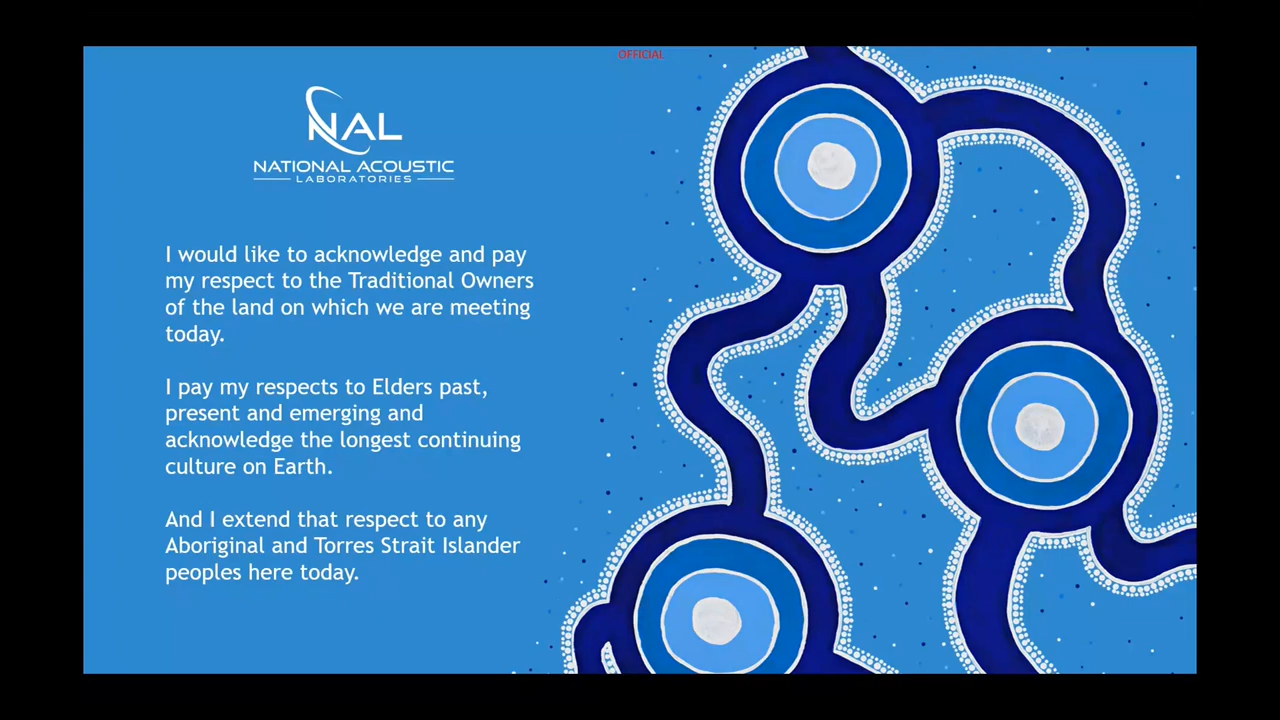 OFFICIAL
NAL
NATIONAL ACOUSTIC
LABORATORIES
I would like to acknowledge and pay
my respect to the Traditional Owners
of the land on which we are meeting
today.
I pay my respects to Elders past,
present and emerging and
acknowledge the longest continuing
culture on Earth.
And I extend that respect to any
Aboriginal and Torres Strait Islander
peoples here today.